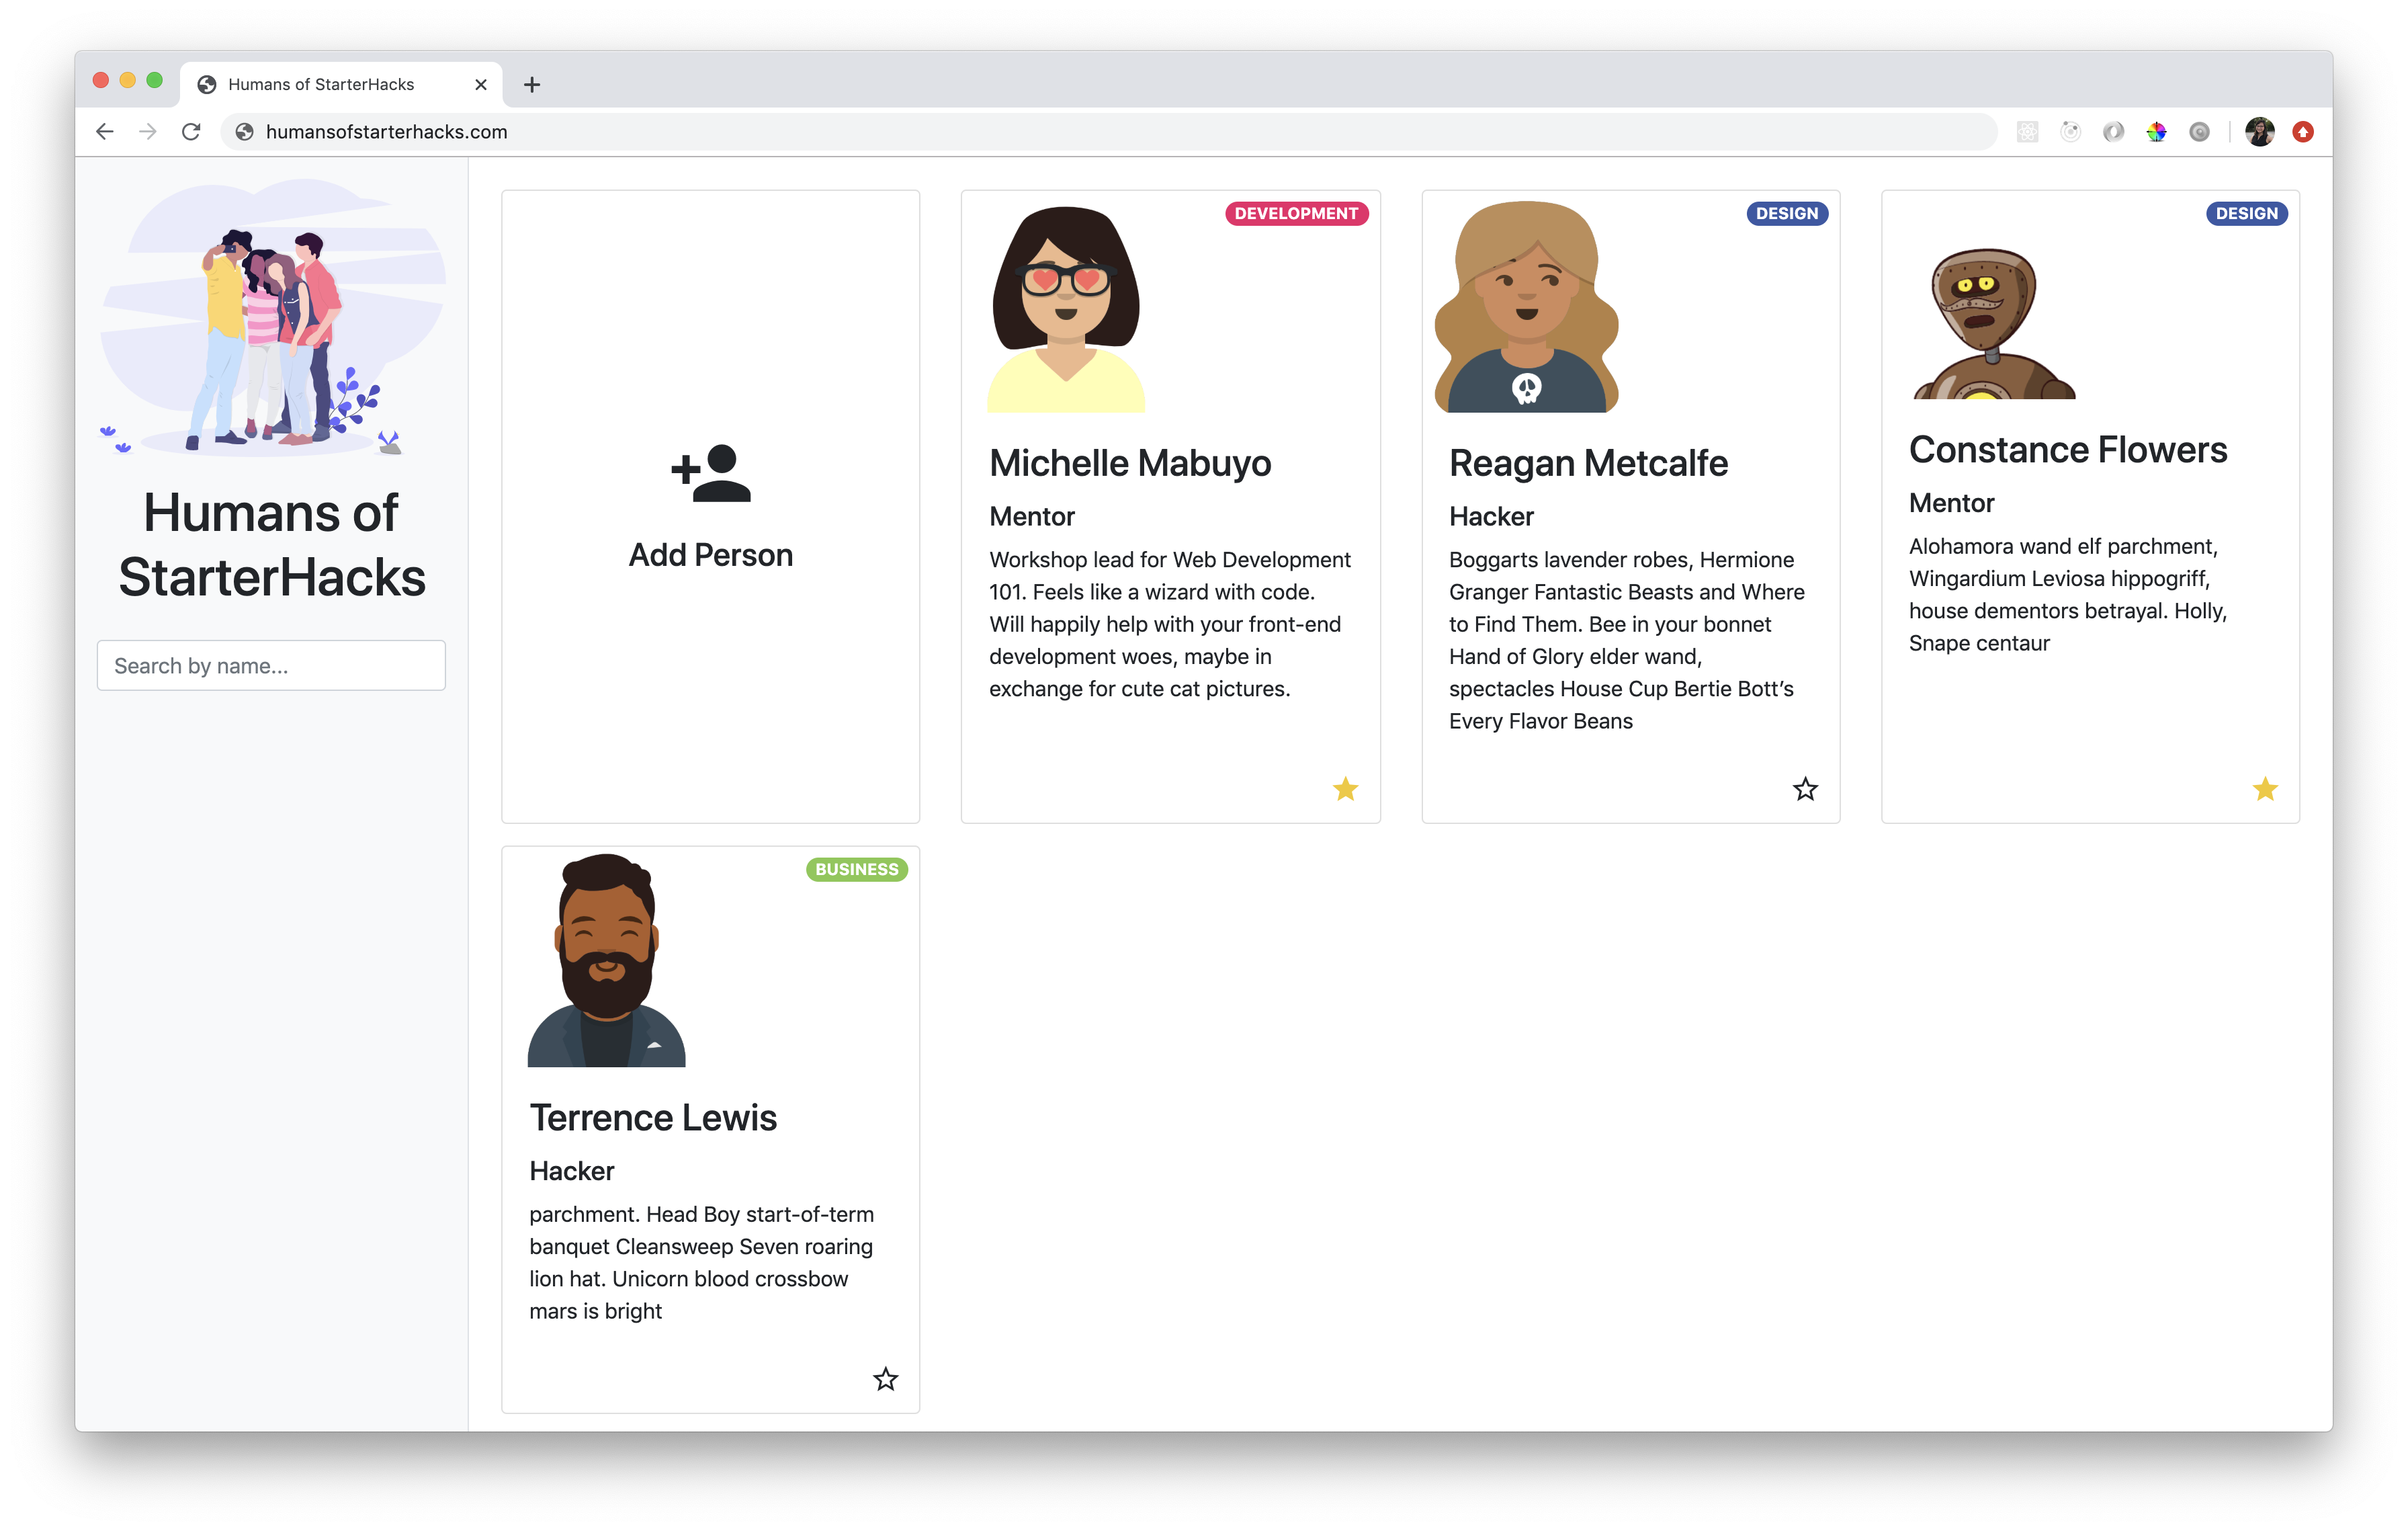 Humans of StarterHacks
humansofstarterhacks.com
Humans of
StarterHacks
Search by name...
Add Person
DEVELOPMENT
Michelle Mabuyo
Mentor
Workshop lead for Web Development
101. Feels like a wizard with code.
Will happily help with your front-end
development woes, maybe in
exchange for cute cat pictures.
DESIGN
Reagan Metcalfe
Hacker
Boggarts lavender robes, Hermione
Granger Fantastic Beasts and Where
to Find Them. Bee in your bonnet
Hand of Glory elder wand,
spectacles House Cup Bertie Bott’s
Every Flavor Beans
DESIGN
Constance Flowers
Mentor
Alohamora wand elf parchment,
Wingardium Leviosa hippogriff,
house dementors betrayal. Holly,
Snape centaur
BUSINESS
Terrence Lewis
Hacker
parchment. Head Boy start-of-term
banquet Cleansweep Seven roaring
lion hat. Unicorn blood crossbow
mars is bright